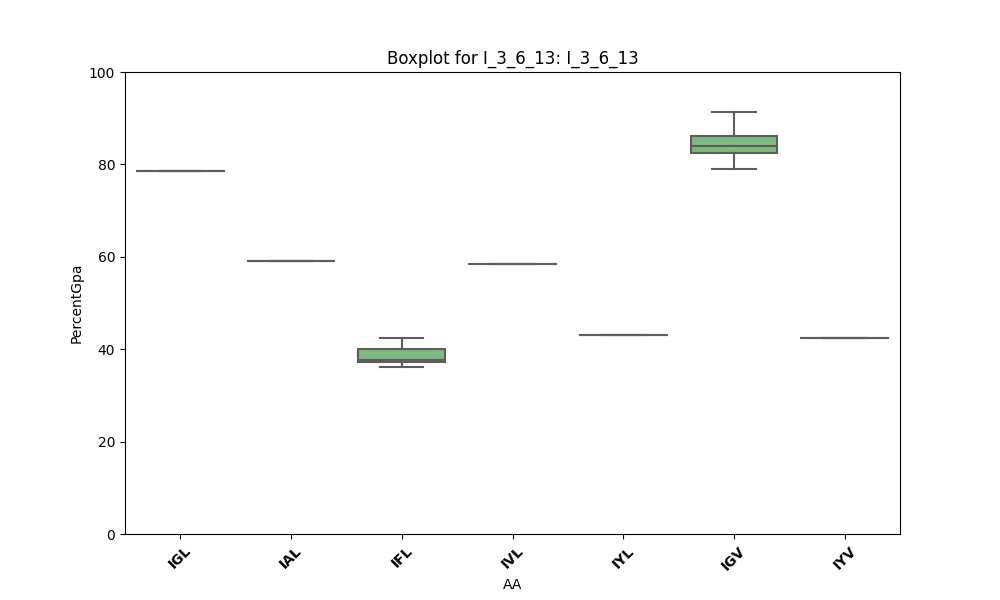 Boxplot for I_3_6_13: I_3_6_13
100
80
60
40
20
0
PercentGpa
IGL
IAL
IFL
IVL
IYL
IGV
IYV
AA